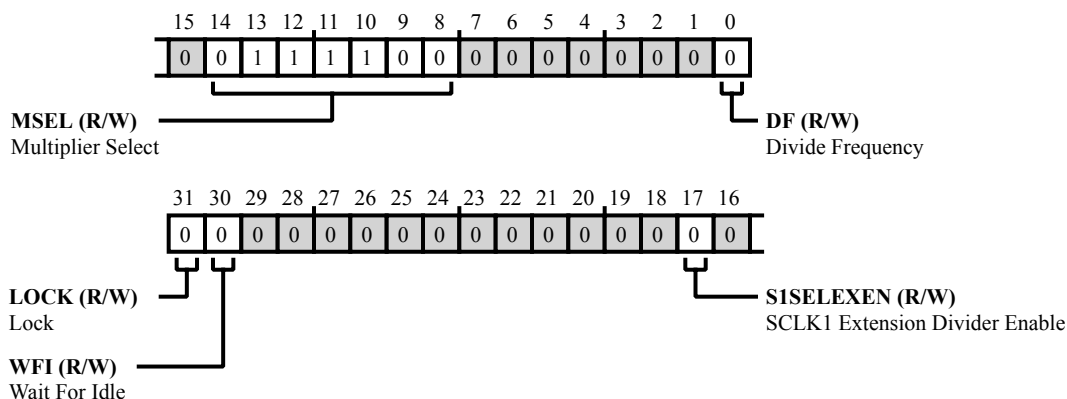 15 14 13 12 11 10 9 8 7 6 5 4 3 2 1 0
0 0 1 1 1 1 0 0 0 0 0 0 0 0 0 0
MSEL (R/W)
Multiplier Select
DF (R/W)
Divide Frequency
31 30 29 28 27 26 25 24 23 22 21 20 19 18 17 16
0 0 0 0 0 0 0 0 0 0 0 0 0 0 0 0
LOCK (R/W)
Lock
S1SELEXEN (R/W)
SCLK1 Extension Divider Enable
WFI (R/W)
Wait For Idle